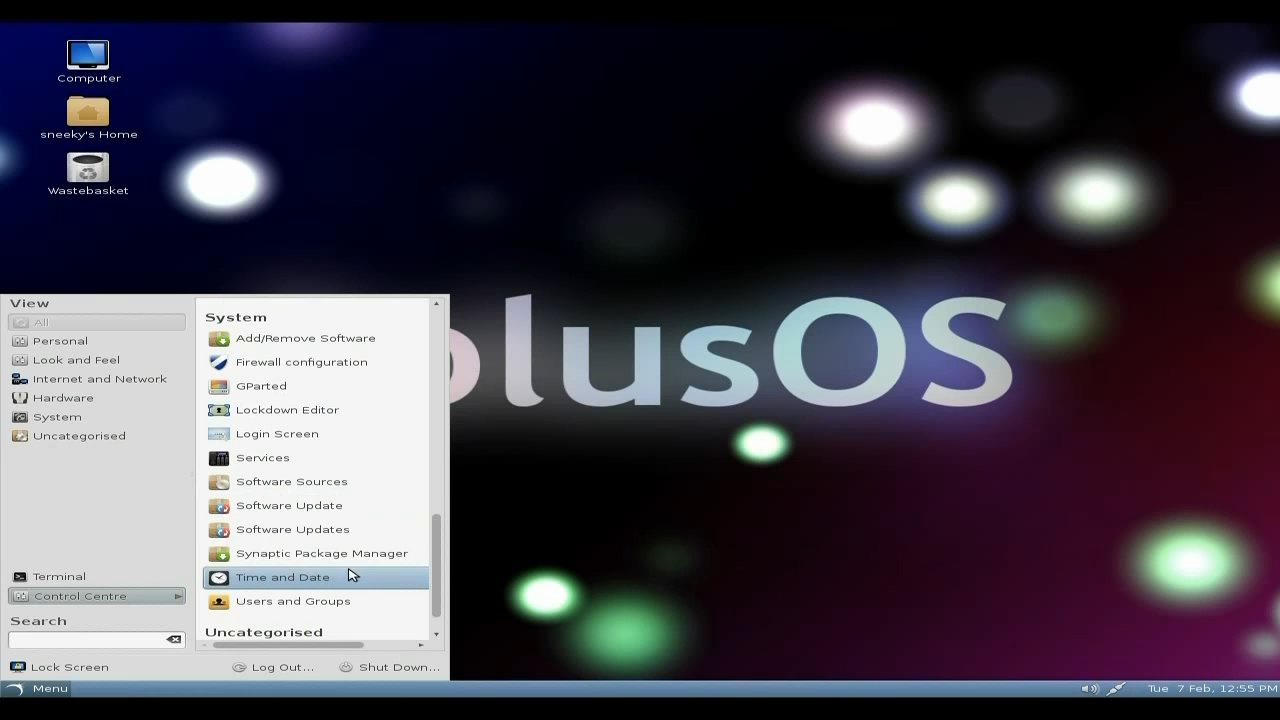 Computer
sneeky's Home
Wastebasket
olusOS
View
All
Personal
Look and Feel
Internet and Network
Hardware
System
Uncategorised
Terminal
Control Centre
Search
System
Add/Remove Software
Firewall configuration
GParted
Lockdown Editor
Login Screen
Services
Software Sources
Software Update
Software Updates
Synaptic Package Manager
Time and Date
Users and Groups
Uncategorised
Lock Screen
Log Out...
Shut Down...
Menu
Tue 7 Feb, 12:55 PM